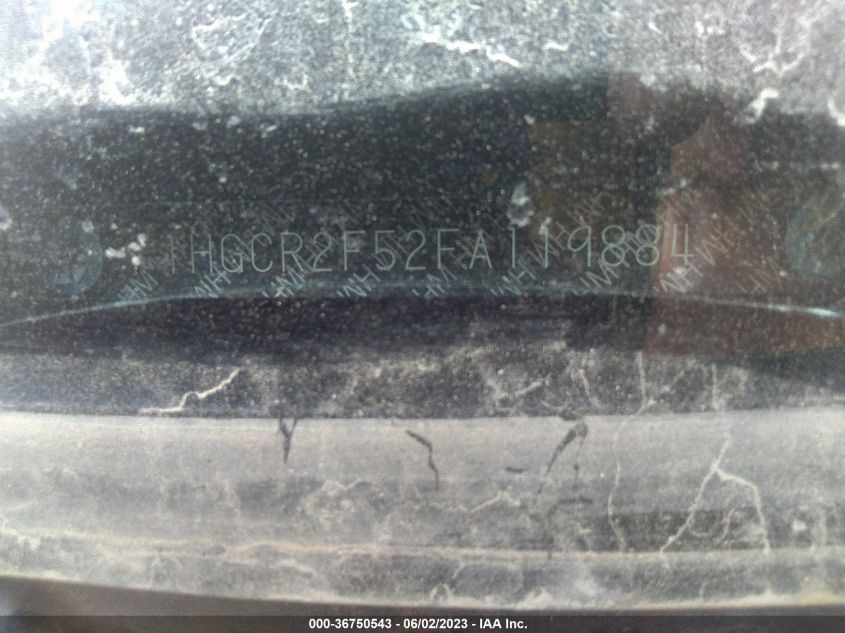 1HGCR2F52FA119884
000-36750543 - 06/02/2023 - IAA Inc.